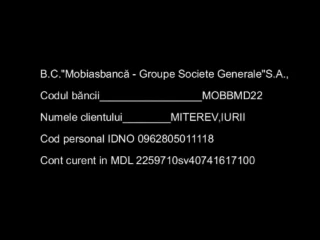 B.C."Mobiasbancă - Groupe Societe Generale"S.A.,
Codul băncii_________________MOBBMD22
Numele clientului________MITEREV,IURII
Cod personal IDNO 0962805011118
Cont curent in MDL 2259710sv40741617100